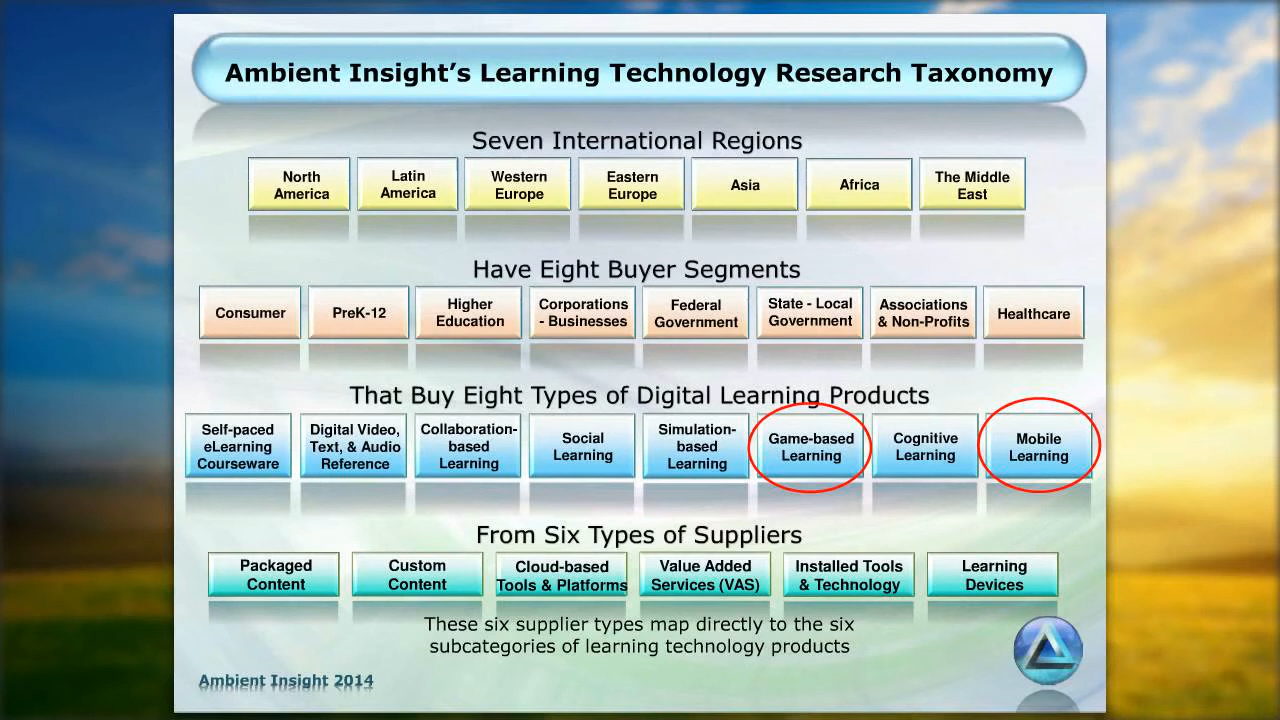 Ambient Insight's Learning Technology Research Taxonomy
Seven International Regions
North
America
Latin
America
Western
Europe
Eastern
Europe
Asia
Africa
The Middle
East
Have Eight Buyer Segments
Consumer
PreK-12
Higher
Education
Corporations
- Businesses
Federal
Government
State - Local
Government
Associations
& Non-Profits
Healthcare
That Buy Eight Types of Digital Learning Products
Self-paced
eLearning
Courseware
Digital Video,
Text, & Audio
Reference
Collaboration-
based
Learning
Social
Learning
Simulation-
based
Learning
Game-based
Learning
Cognitive
Learning
Mobile
Learning
From Six Types of Suppliers
Packaged
Content
Custom
Content
Cloud-based
Tools & Platforms
Value Added
Services (VAS)
Installed Tools
& Technology
Learning
Devices
These six supplier types map directly to the six
subcategories of learning technology products
Ambient Insight 2014